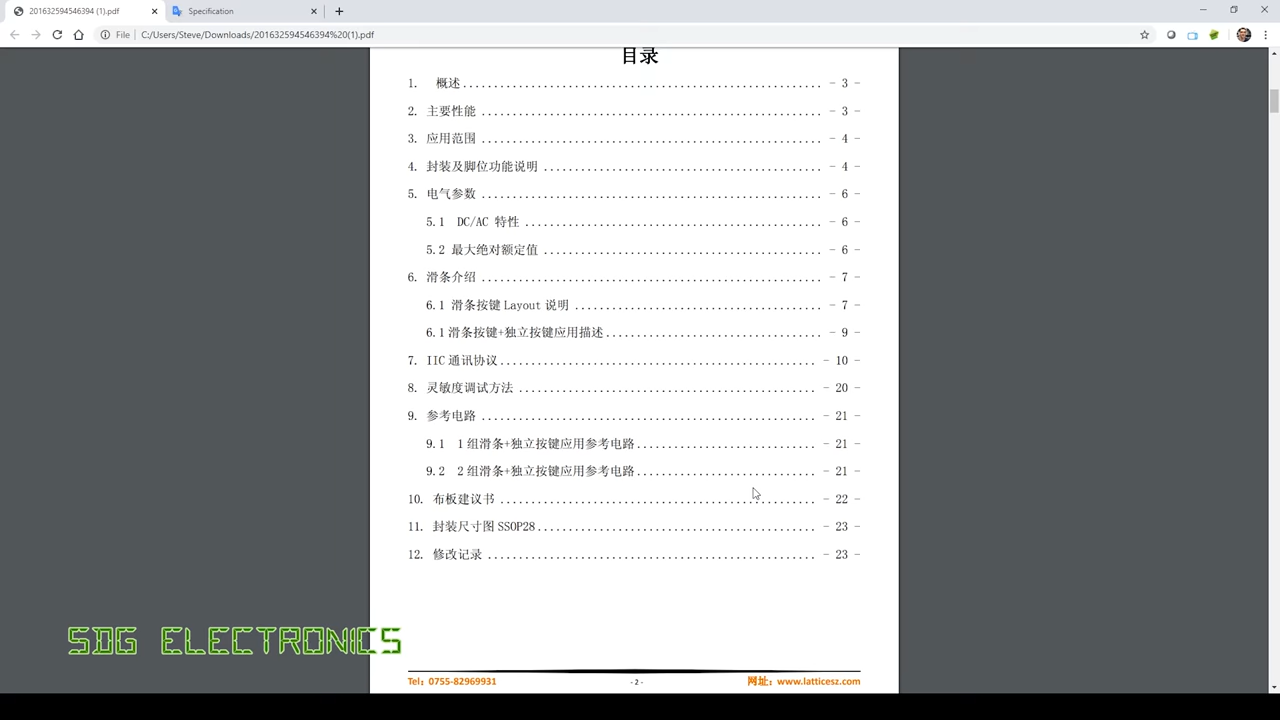 201632594546394 (1).pdf
Specification
File C:/Users/Steve/Downloads/201632594546394%20(1).pdf
目录
1. 概述 - 3 -
2. 主要性能 - 3 -
3. 应用范围 - 4 -
4. 封装及脚位功能说明 - 4 -
5. 电气参数 - 6 -
5.1 DC/AC 特性 - 6 -
5.2 最大绝对额定值 - 6 -
6. 滑条介绍 - 7 -
6.1 滑条按键 Layout 说明 - 7 -
6.1 滑条按键+独立按键应用描述 - 9 -
7. IIC 通讯协议 - 10 -
8. 灵敏度调试方法 - 20 -
9. 参考电路 - 21 -
9.1 1 组滑条+独立按键应用参考电路 - 21 -
9.2 2 组滑条+独立按键应用参考电路 - 21 -
10. 布板建议书 - 22 -
11. 封装尺寸图 SSOP28 - 23 -
12. 修改记录 - 23 -
SDG ELECTRONICS
Tel：0755-82969931 - 2 - 网址：www.latticesz.com